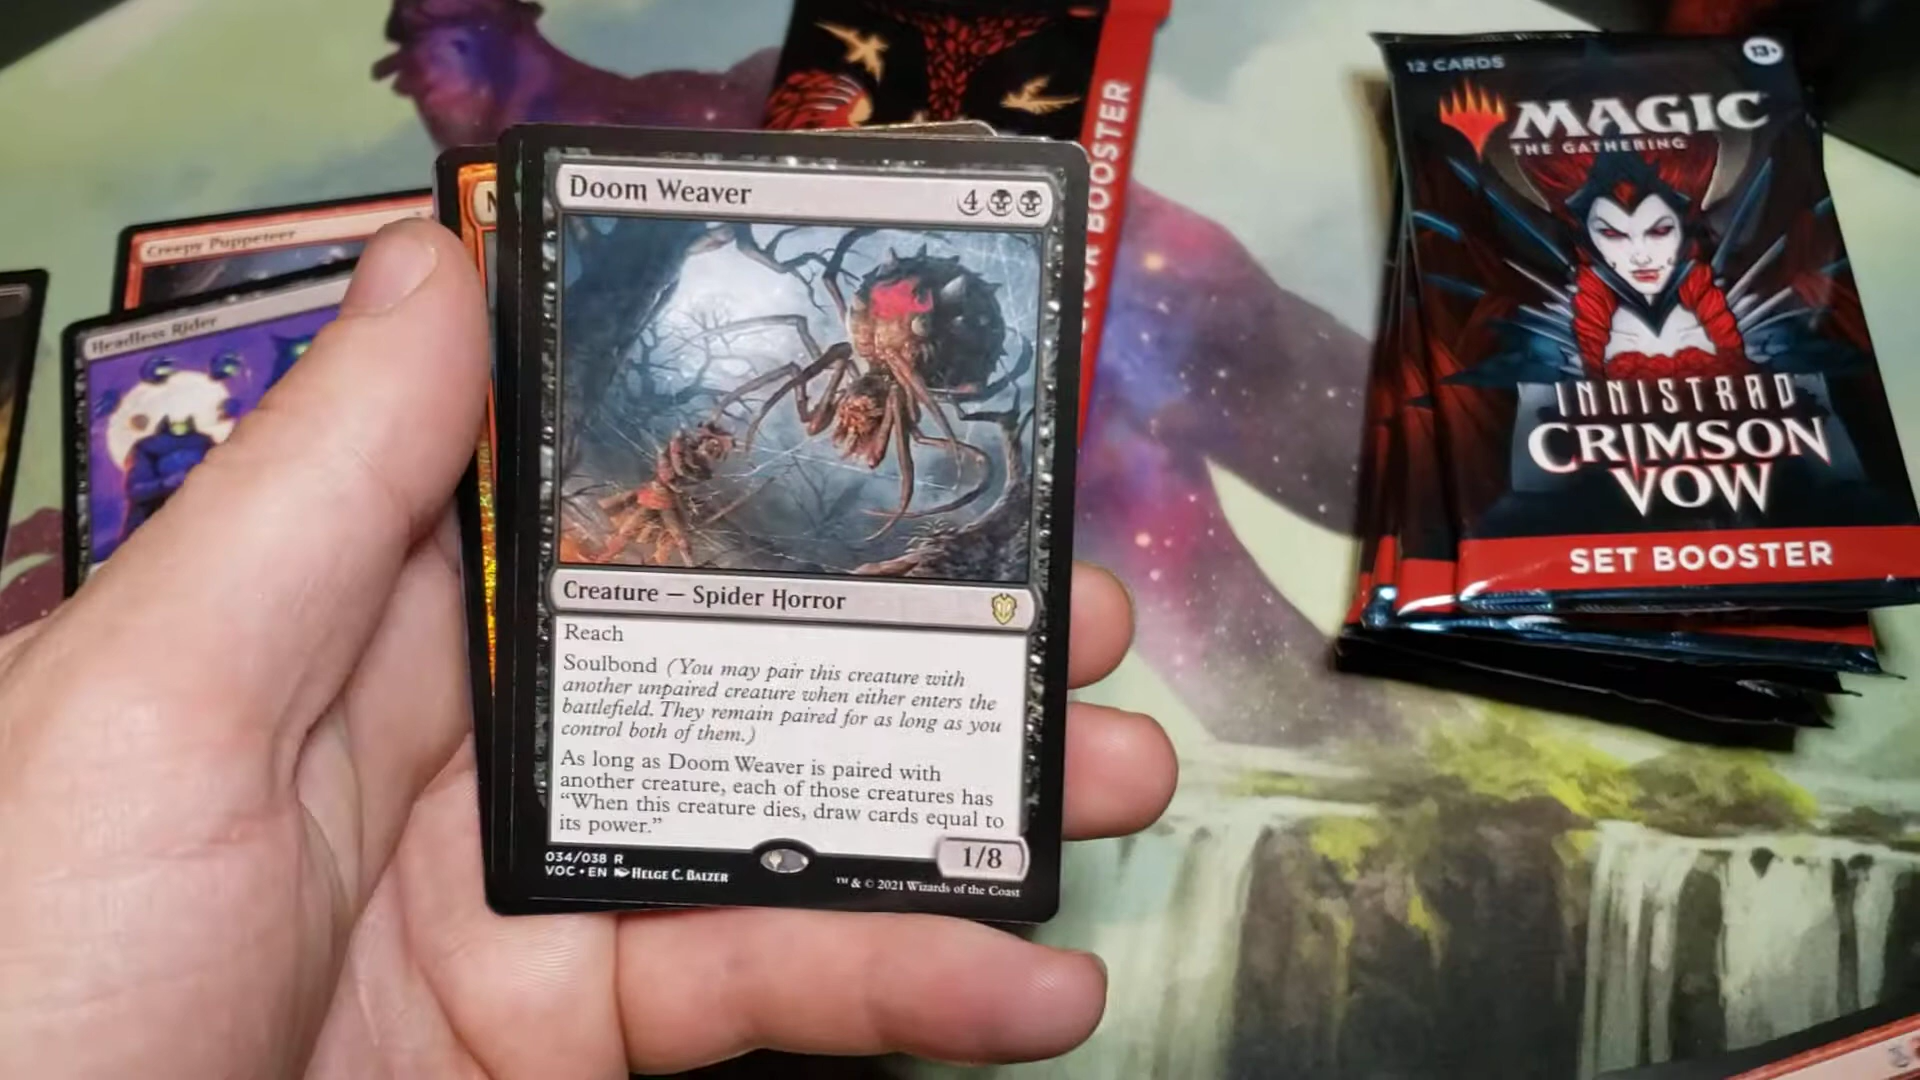 Creepy Puppeteer
Headless Rider
N
Doom Weaver
4
Creature — Spider Horror
Reach
Soulbond (You may pair this creature with
another unpaired creature when either enters the
battlefield. They remain paired for as long as you
control both of them.)
As long as Doom Weaver is paired with
another creature, each of those creatures has
“When this creature dies, draw cards equal to
its power.”
1/8
034/038 R
VOC • EN HELGE C. BALZER
™ & © 2021 Wizards of the Coast
BOOSTER
12 CARDS
13+
MAGIC
THE GATHERING
INNISTRAD
CRIMSON
VOW
SET BOOSTER